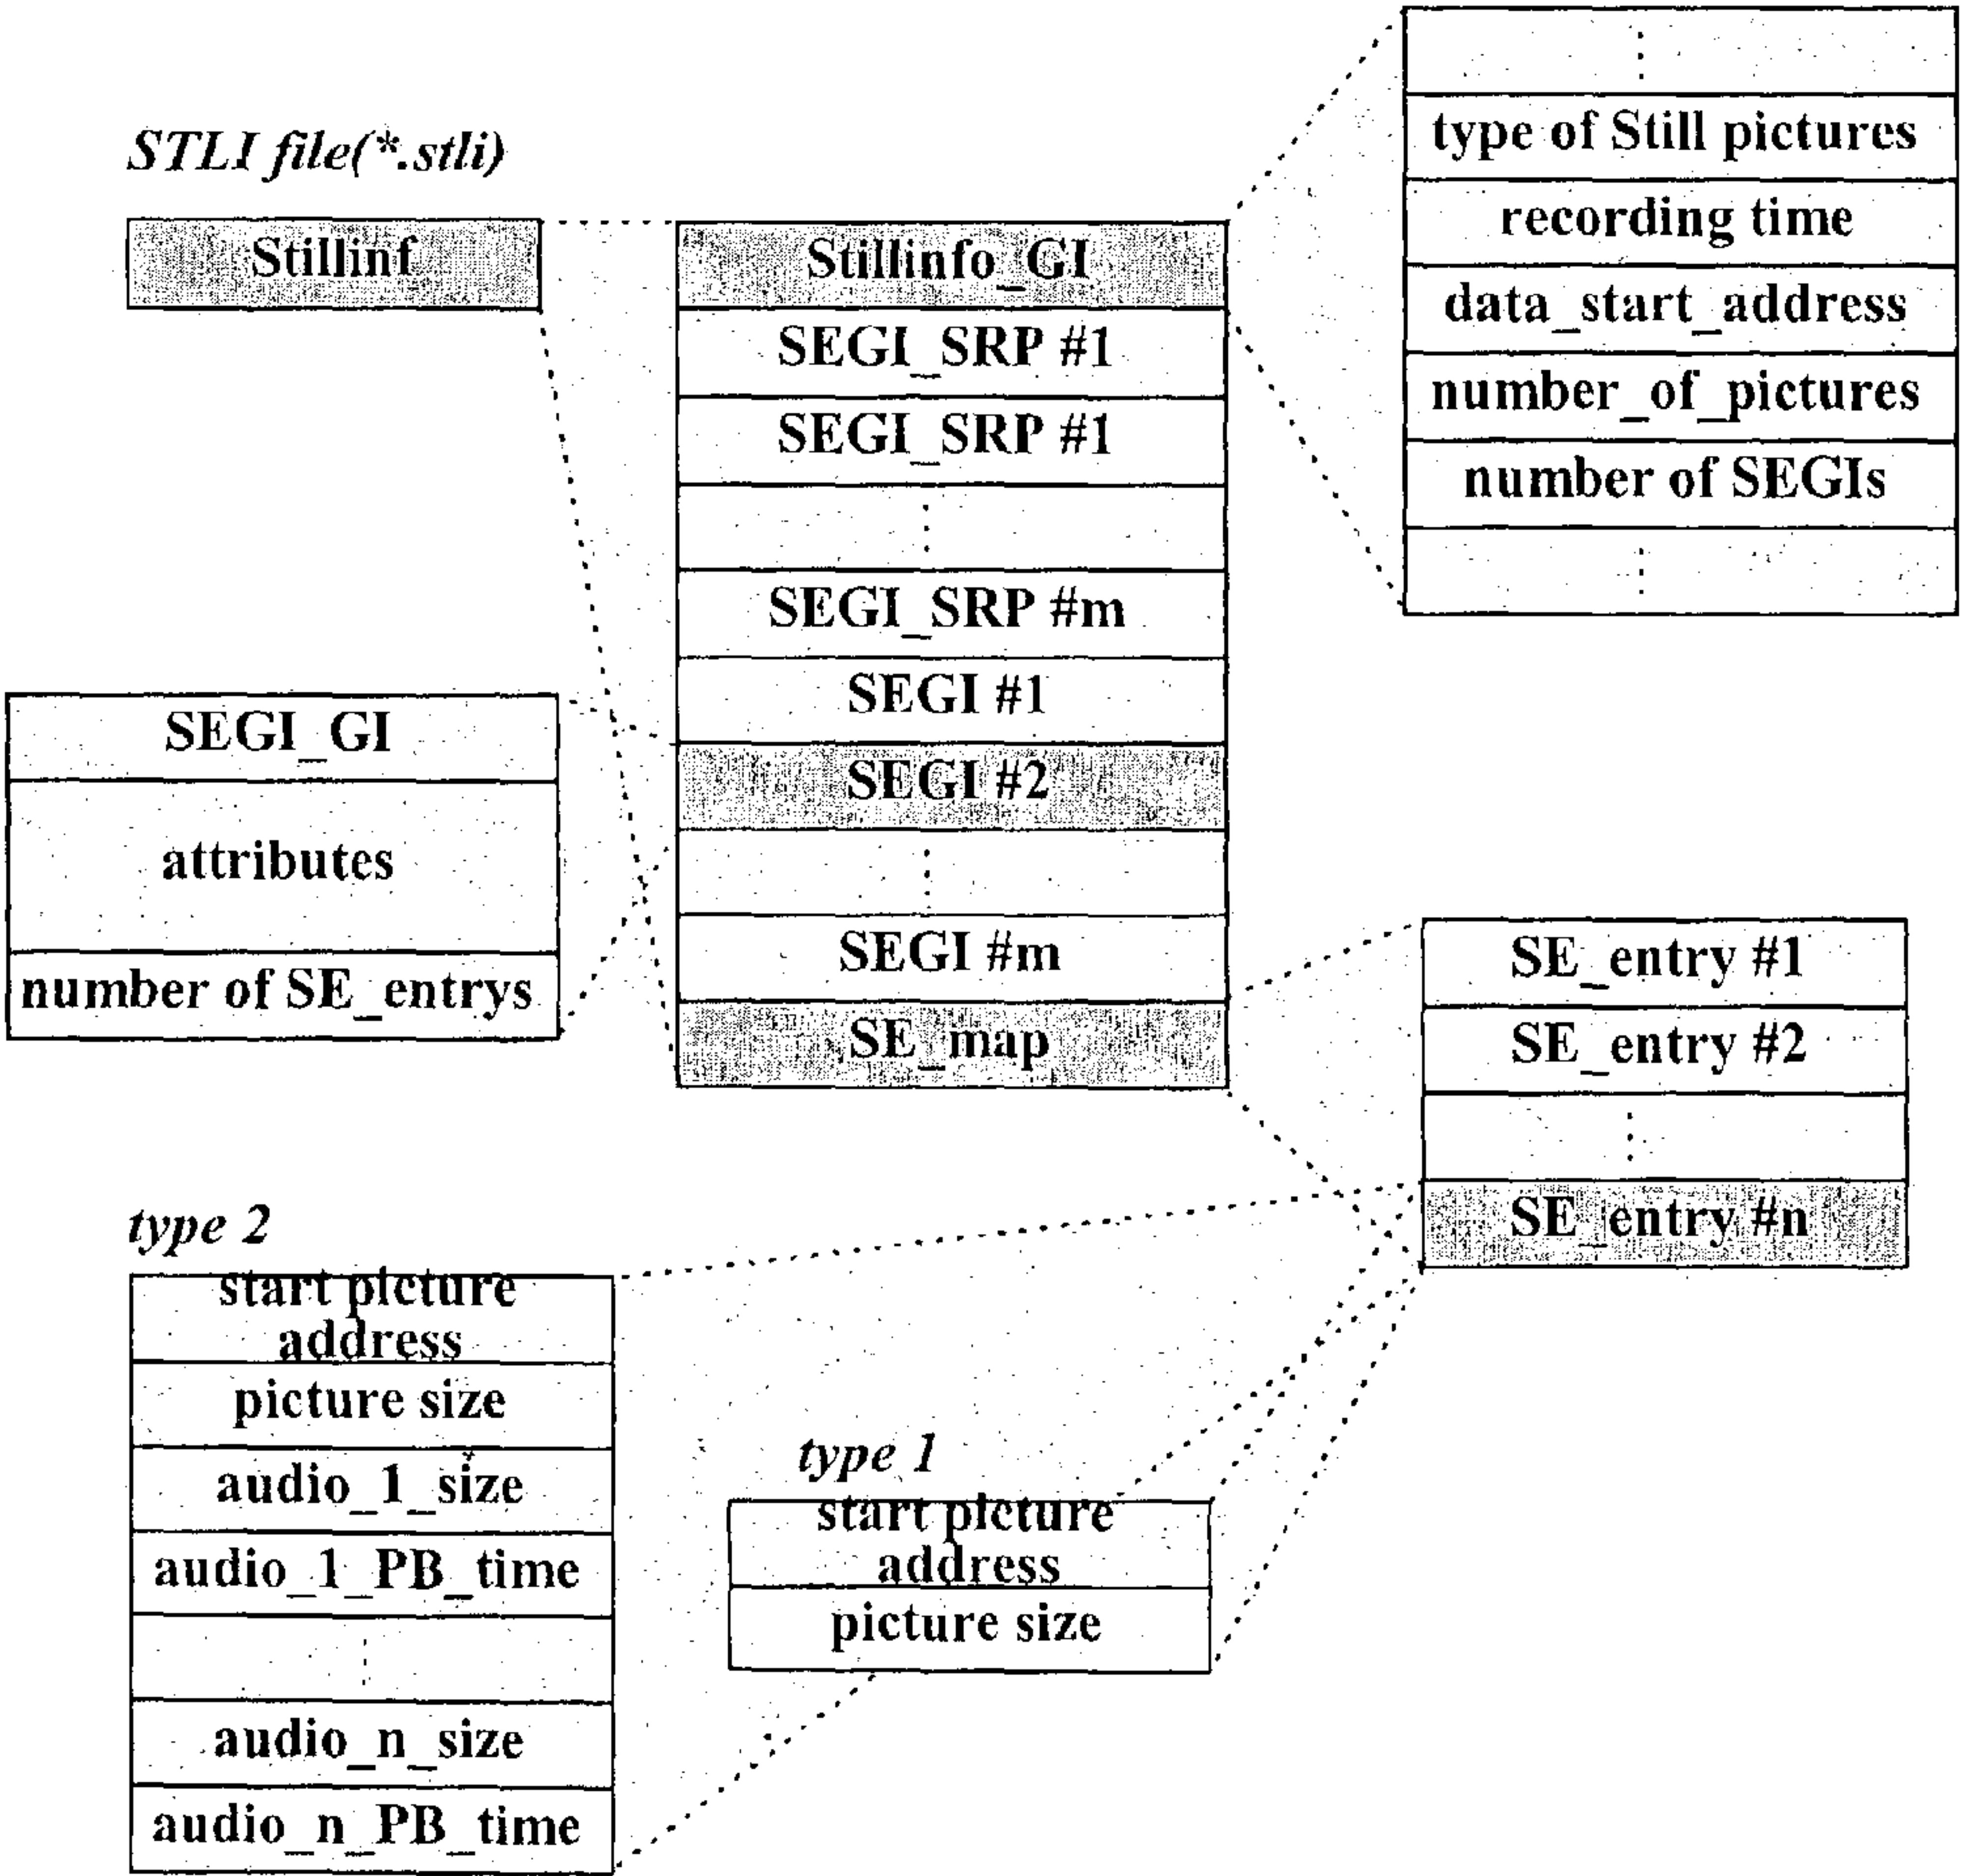 STLI file(*.stli)
Stillinf
Stillinfo_GI
SEGI_SRP #1
SEGI_SRP #1
SEGI_SRP #m
SEGI #1
SEGI #2
SEGI #m
SE_map
type of Still pictures
recording time
data_start_address
number_of_pictures
number of SEGIs
SEGI_GI
attributes
number of SE_entrys
SE_entry #1
SE_entry #2
SE_entry #n
type 2
start picture
address
picture size
audio_1_size
audio_1_PB_time
audio_n_size
audio_n_PB_time
type 1
start picture
address
picture size